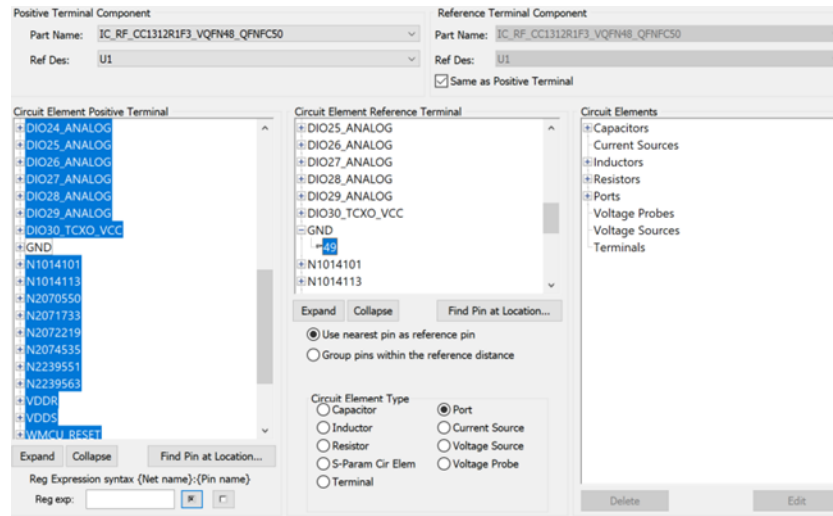 Positive Terminal Component
Part Name: IC_RF_CC1312R1F3_VQFN48_QFNFC50
Ref Des: U1
Reference Terminal Component
Part Name: IC_RF_CC1312R1F3_VQFN48_QFNFC50
Ref Des: U1
Same as Positive Terminal
Circuit Element Positive Terminal
DIO24_ANALOG
DIO25_ANALOG
DIO26_ANALOG
DIO27_ANALOG
DIO28_ANALOG
DIO29_ANALOG
DIO30_TCXO_VCC
GND
N1014101
N1014113
N2070550
N2071733
N2072219
N2074535
N2239551
N2239563
VDDR
VDDS
WMCU_RESET
Expand Collapse Find Pin at Location...
Reg Expression syntax {Net name}:{Pin name}
Reg exp:
Circuit Element Reference Terminal
DIO25_ANALOG
DIO26_ANALOG
DIO27_ANALOG
DIO28_ANALOG
DIO29_ANALOG
DIO30_TCXO_VCC
GND
49
N1014101
N1014113
Expand Collapse Find Pin at Location...
Use nearest pin as reference pin
Group pins within the reference distance
Circuit Element Type
Capacitor Port
Inductor Current Source
Resistor Voltage Source
S-Param Cir Elem Voltage Probe
Terminal
Circuit Elements
Capacitors
Current Sources
Inductors
Resistors
Ports
Voltage Probes
Voltage Sources
Terminals
Delete Edit